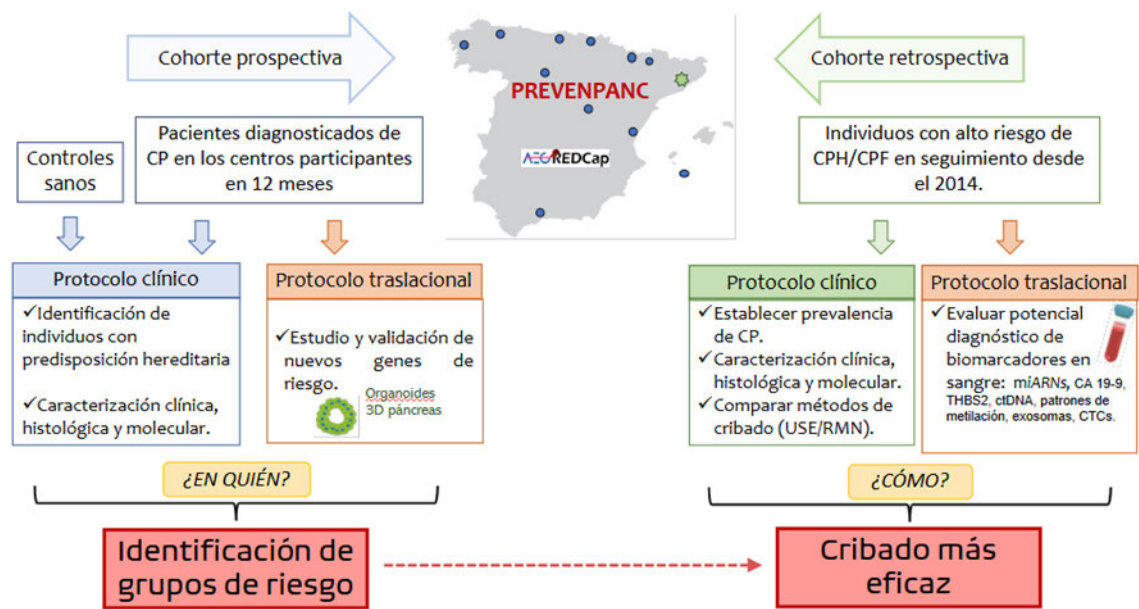 Cohorte prospectiva
PREVENPANC
AEG REDCap
Cohorte retrospectiva
Controles
sanos
Pacientes diagnosticados de
CP en los centros participantes
en 12 meses
Individuos con alto riesgo de
CPH/CPF en seguimiento desde
el 2014.
Protocolo clínico
✓Identificación de
individuos con
predisposición hereditaria
✓Caracterización clínica,
histológica y molecular.
Protocolo traslacional
✓Estudio y validación de
nuevos genes de
riesgo.
Organoides
3D páncreas
Protocolo clínico
✓Establecer prevalencia
de CP.
✓Caracterización clínica,
histológica y molecular.
✓Comparar métodos de
cribado (USE/RMN).
Protocolo traslacional
✓Evaluar potencial
diagnóstico de
biomarcadores en
sangre: miARNs, CA 19-9,
THBS2, ctDNA, patrones de
metilación, exosomas, CTCs.
¿EN QUIÉN?
¿CÓMO?
Identificación de
grupos de riesgo
Cribado más
eficaz